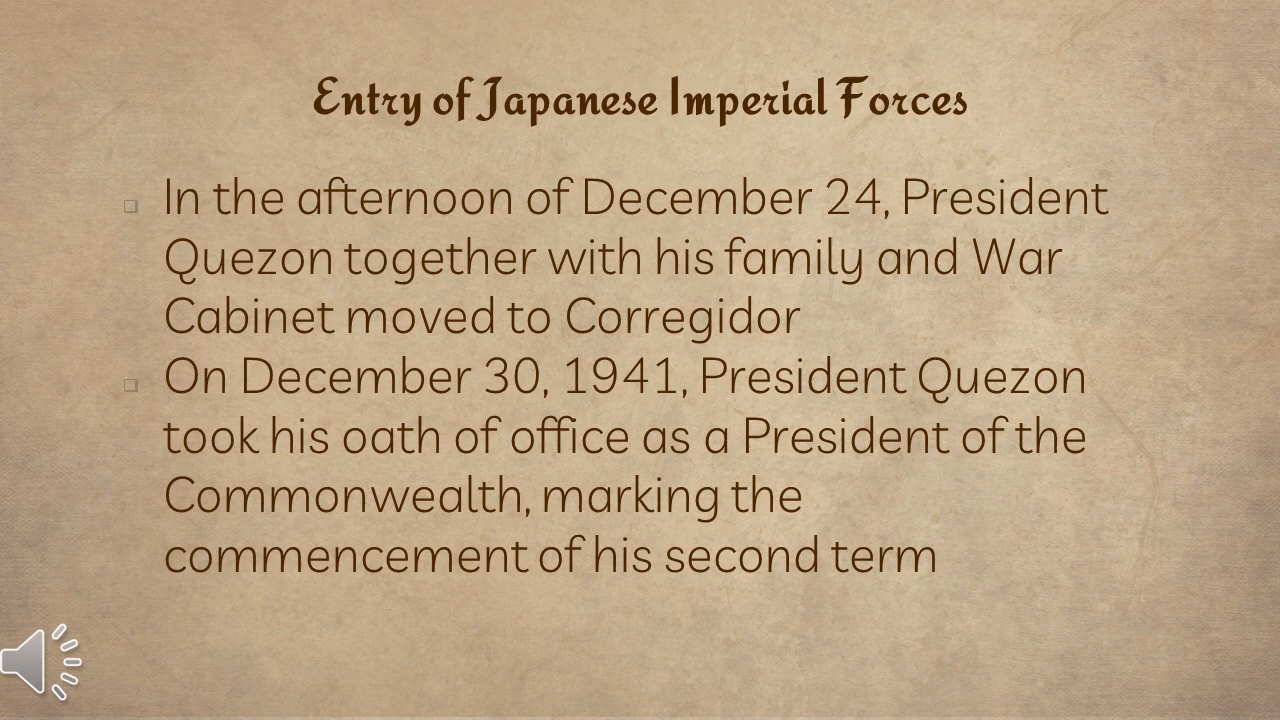 Entry of Japanese Imperial Forces
In the afternoon of December 24, President
Quezon together with his family and War
Cabinet moved to Corregidor
On December 30, 1941, President Quezon
took his oath of office as a President of the
Commonwealth, marking the
commencement of his second term